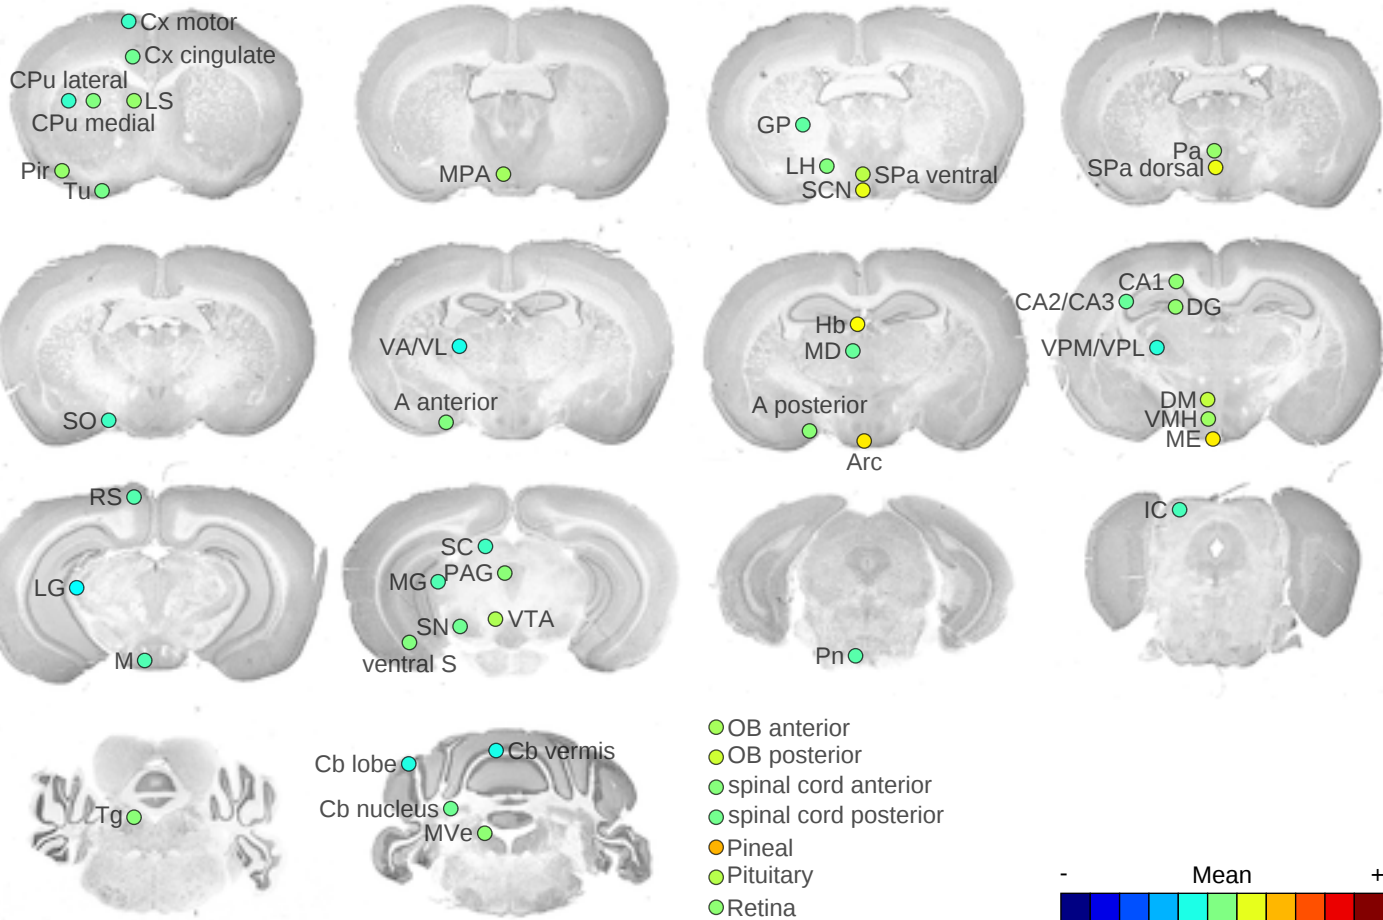 Cx motor
Cx cingulate
CPu lateral
LS
CPu medial
Pir
Tu
MPA
GP
LH
SPa ventral
SCN
Pa
SPa dorsal
SO
VA/VL
A anterior
Hb
MD
A posterior
Arc
CA1
CA2/CA3
DG
VPM/VPL
DM
VMH
ME
RS
LG
M
SC
PAG
MG
VTA
SN
ventral S
Pn
IC
Tg
Cb vermis
Cb lobe
Cb nucleus
MVe
OB anterior
OB posterior
spinal cord anterior
spinal cord posterior
Pineal
Pituitary
Retina
- Mean +